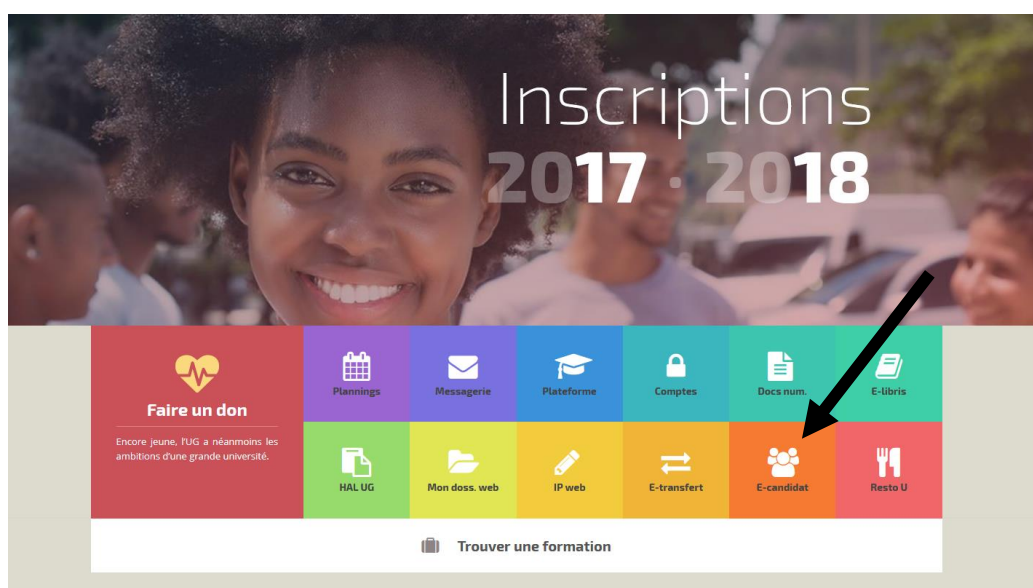 Inscriptions
2017 · 2018
Faire un don
Encore jeune, l'UG a néanmoins les
ambitions d'une grande université.
Plannings
Messagerie
Plateforme
Comptes
Docs num.
E-libris
HAL UG
Mon doss. web
IP web
E-transfert
E-candidat
Resto U
Trouver une formation